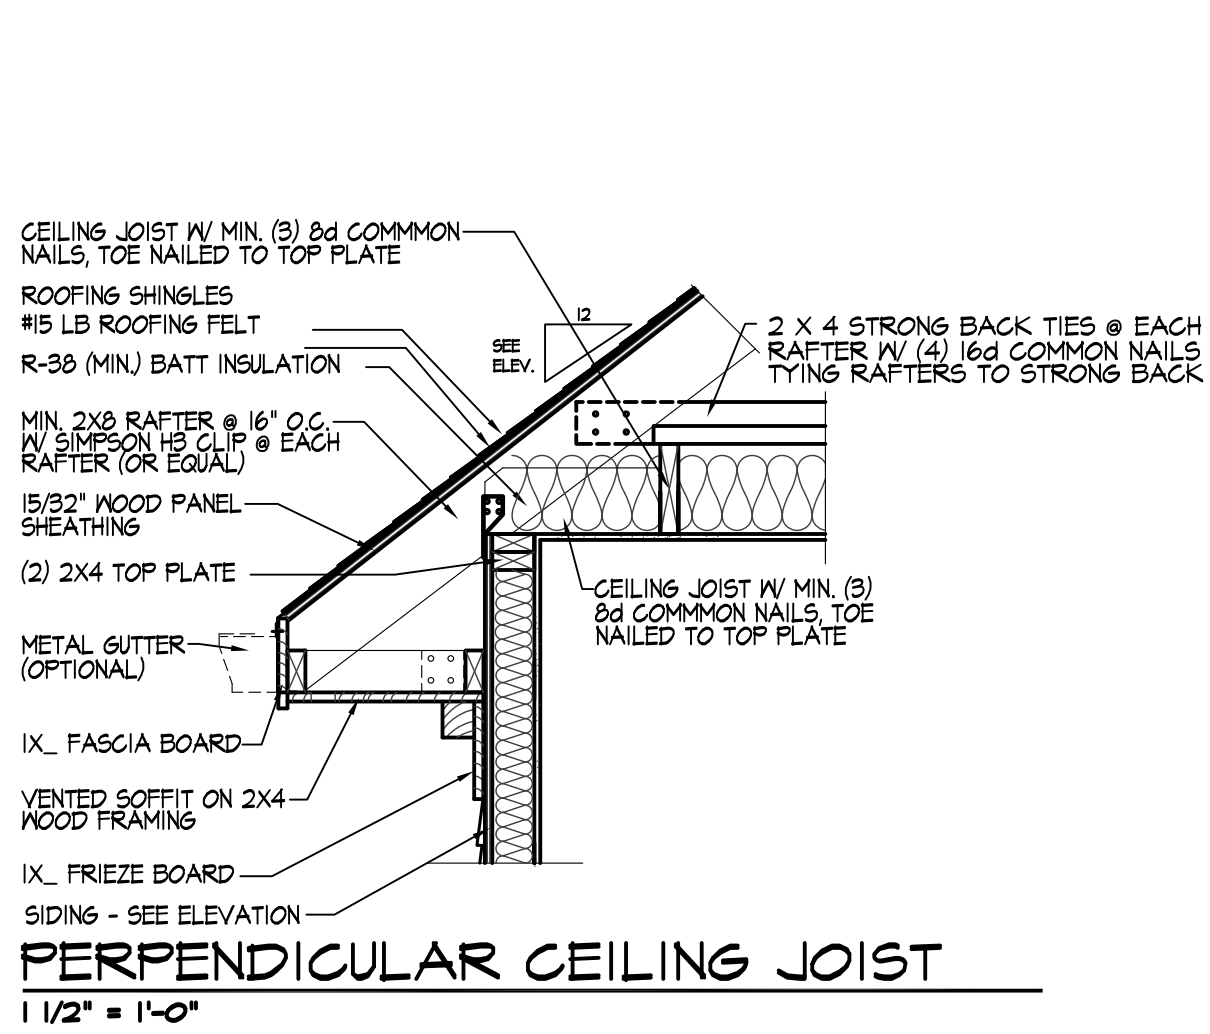 CEILING JOIST W/ MIN. (3) 8d COMMMON
NAILS, TOE NAILED TO TOP PLATE
ROOFING SHINGLES
#15 LB ROOFING FELT
R-38 (MIN.) BATT INSULATION
MIN. 2X8 RAFTER @ 16" O.C.
W/ SIMPSON H3 CLIP @ EACH
RAFTER (OR EQUAL)
15/32" WOOD PANEL
SHEATHING
(2) 2X4 TOP PLATE
METAL GUTTER
(OPTIONAL)
1X_ FASCIA BOARD
VENTED SOFFIT ON 2X4
WOOD FRAMING
1X_ FRIEZE BOARD
SIDING - SEE ELEVATION
12
SEE
ELEV.
2 X 4 STRONG BACK TIES @ EACH
RAFTER W/ (4) 16d COMMON NAILS
TYING RAFTERS TO STRONG BACK
CEILING JOIST W/ MIN. (3)
8d COMMMON NAILS, TOE
NAILED TO TOP PLATE
PERPENDICULAR CEILING JOIST
1 1/2" = 1'-0"